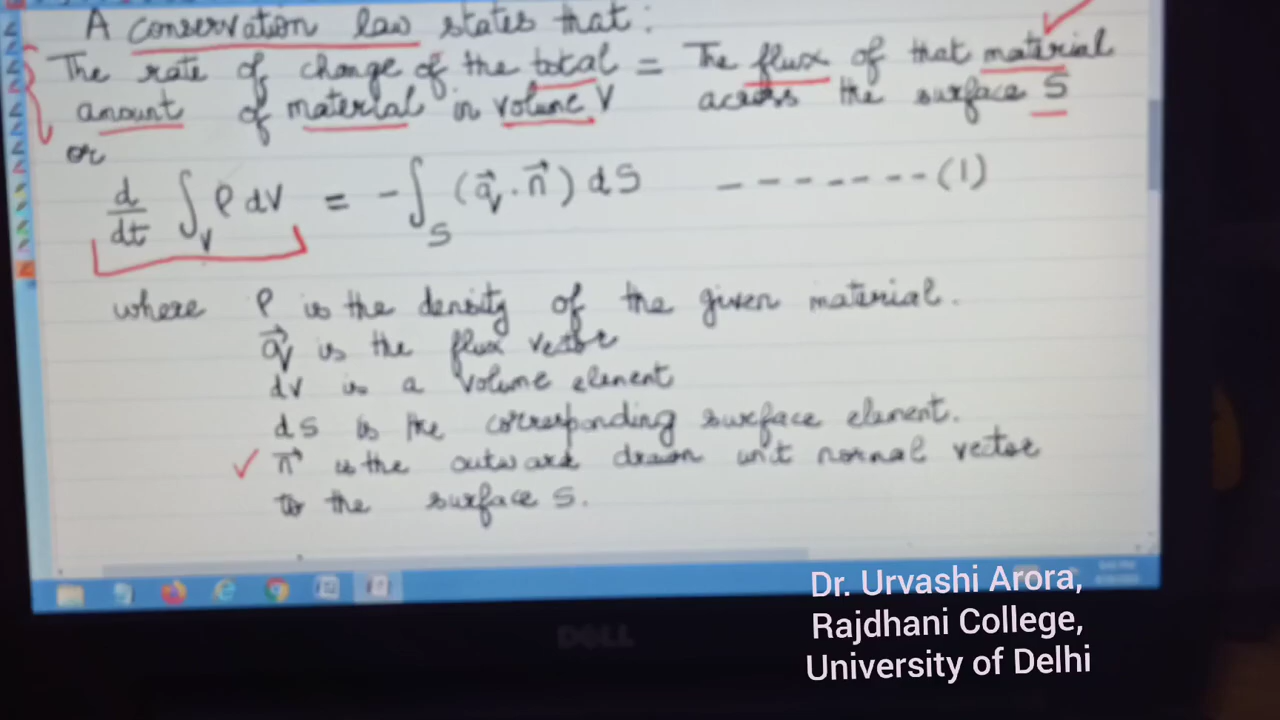 A conservation law states that:
The rate of change of the total = The flux of that material
amount of material in volume V across the surface S
or
d/dt ∫_V ρ dV = - ∫_S (q⃗ . n⃗) dS -------(1)
where ρ is the density of the given material.
q⃗ is the flux vector
dV is a volume element
dS is the corresponding surface element.
n⃗ is the outward drawn unit normal vector
to the surface S.
DELL
Dr. Urvashi Arora,
Rajdhani College,
University of Delhi